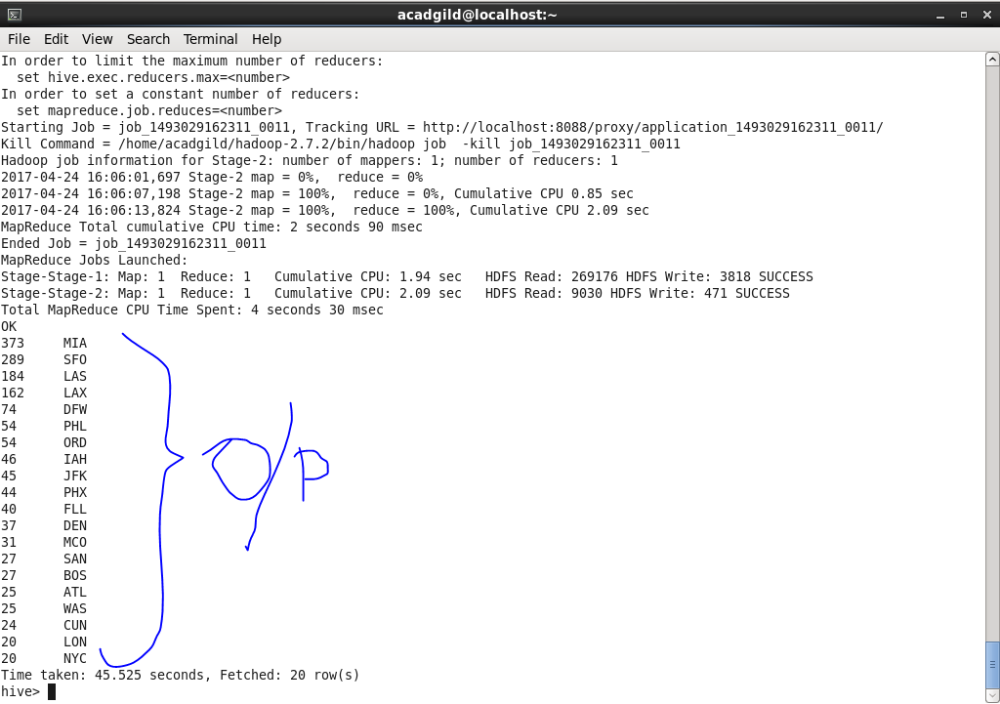 acadgild@localhost:~
File Edit View Search Terminal Help
In order to limit the maximum number of reducers:
set hive.exec.reducers.max=<number>
In order to set a constant number of reducers:
set mapreduce.job.reduces=<number>
Starting Job = job_1493029162311_0011, Tracking URL = http://localhost:8088/proxy/application_1493029162311_0011/
Kill Command = /home/acadgild/hadoop-2.7.2/bin/hadoop job  -kill job_1493029162311_0011
Hadoop job information for Stage-2: number of mappers: 1; number of reducers: 1
2017-04-24 16:06:01,697 Stage-2 map = 0%,  reduce = 0%
2017-04-24 16:06:07,198 Stage-2 map = 100%,  reduce = 0%, Cumulative CPU 0.85 sec
2017-04-24 16:06:13,824 Stage-2 map = 100%,  reduce = 100%, Cumulative CPU 2.09 sec
MapReduce Total cumulative CPU time: 2 seconds 90 msec
Ended Job = job_1493029162311_0011
MapReduce Jobs Launched:
Stage-Stage-1: Map: 1  Reduce: 1   Cumulative CPU: 1.94 sec   HDFS Read: 269176 HDFS Write: 3818 SUCCESS
Stage-Stage-2: Map: 1  Reduce: 1   Cumulative CPU: 2.09 sec   HDFS Read: 9030 HDFS Write: 471 SUCCESS
Total MapReduce CPU Time Spent: 4 seconds 30 msec
OK
373 MIA
289 SFO
184 LAS
162 LAX
74 DFW
54 PHL
54 ORD
46 IAH
45 JFK
44 PHX
40 FLL
37 DEN
31 MCO
27 SAN
27 BOS
25 ATL
25 WAS
24 CUN
20 LON
20 NYC
O/p
Time taken: 45.525 seconds, Fetched: 20 row(s)
hive>